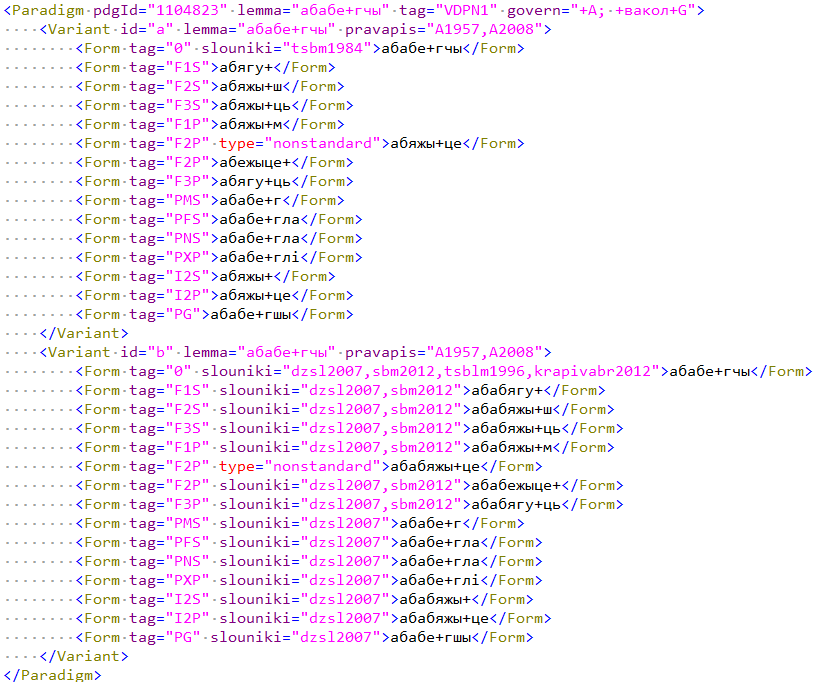 <Paradigm pdgId="1104823" lemma="абабе+гчы" tag="VDPN1" govern="+A; +вакол+G">
····<Variant id="a" lemma="абабе+гчы" pravapis="A1957,A2008">
········<Form tag="0" slouniki="tsbm1984">абабе+гчы</Form>
········<Form tag="F1S">абягу+</Form>
········<Form tag="F2S">абяжы+ш</Form>
········<Form tag="F3S">абяжы+ць</Form>
········<Form tag="F1P">абяжы+м</Form>
········<Form tag="F2P" type="nonstandard">абяжы+це</Form>
········<Form tag="F2P">абежыце+</Form>
········<Form tag="F3P">абягу+ць</Form>
········<Form tag="PMS">абабе+г</Form>
········<Form tag="PFS">абабе+гла</Form>
········<Form tag="PNS">абабе+гла</Form>
········<Form tag="PXP">абабе+глі</Form>
········<Form tag="I2S">абяжы+</Form>
········<Form tag="I2P">абяжы+це</Form>
········<Form tag="PG">абабе+гшы</Form>
····</Variant>
····<Variant id="b" lemma="абабе+гчы" pravapis="A1957,A2008">
········<Form tag="0" slouniki="dzsl2007,sbm2012,tsblm1996,krapivabr2012">абабе+гчы</Form>
········<Form tag="F1S" slouniki="dzsl2007,sbm2012">абабягу+</Form>
········<Form tag="F2S" slouniki="dzsl2007,sbm2012">абабяжы+ш</Form>
········<Form tag="F3S" slouniki="dzsl2007,sbm2012">абабяжы+ць</Form>
········<Form tag="F1P" slouniki="dzsl2007,sbm2012">абабяжы+м</Form>
········<Form tag="F2P" type="nonstandard">абабяжы+це</Form>
········<Form tag="F2P" slouniki="dzsl2007,sbm2012">абабежыце+</Form>
········<Form tag="F3P" slouniki="dzsl2007,sbm2012">абабягу+ць</Form>
········<Form tag="PMS" slouniki="dzsl2007">абабе+г</Form>
········<Form tag="PFS" slouniki="dzsl2007">абабе+гла</Form>
········<Form tag="PNS" slouniki="dzsl2007">абабе+гла</Form>
········<Form tag="PXP" slouniki="dzsl2007">абабе+глі</Form>
········<Form tag="I2S" slouniki="dzsl2007">абабяжы+</Form>
········<Form tag="I2P" slouniki="dzsl2007">абабяжы+це</Form>
········<Form tag="PG" slouniki="dzsl2007">абабе+гшы</Form>
····</Variant>
</Paradigm>